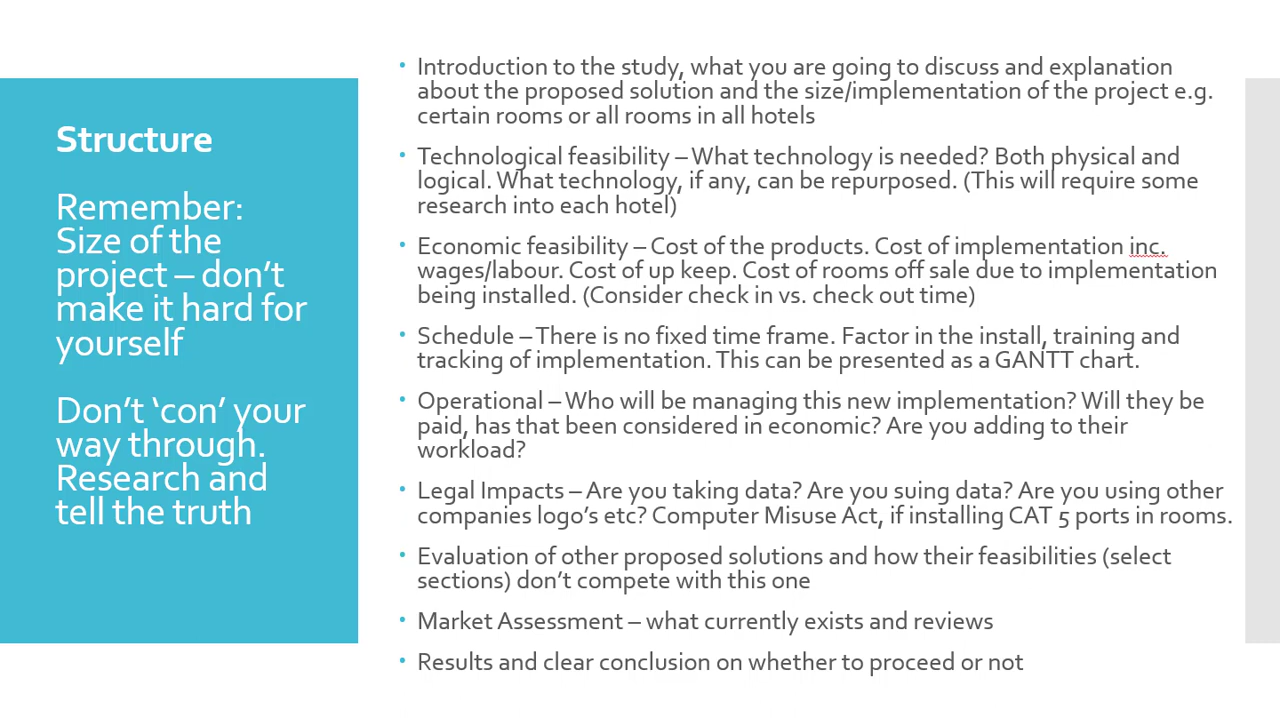 Structure
Remember:
Size of the
project – don't
make it hard for
yourself
Don't 'con' your
way through.
Research and
tell the truth
• Introduction to the study, what you are going to discuss and explanation
about the proposed solution and the size/implementation of the project e.g.
certain rooms or all rooms in all hotels
• Technological feasibility – What technology is needed? Both physical and
logical. What technology, if any, can be repurposed. (This will require some
research into each hotel)
• Economic feasibility – Cost of the products. Cost of implementation inc.
wages/labour. Cost of up keep. Cost of rooms off sale due to implementation
being installed. (Consider check in vs. check out time)
• Schedule – There is no fixed time frame. Factor in the install, training and
tracking of implementation. This can be presented as a GANTT chart.
• Operational – Who will be managing this new implementation? Will they be
paid, has that been considered in economic? Are you adding to their
workload?
• Legal Impacts – Are you taking data? Are you suing data? Are you using other
companies logo's etc? Computer Misuse Act, if installing CAT 5 ports in rooms.
• Evaluation of other proposed solutions and how their feasibilities (select
sections) don't compete with this one
• Market Assessment – what currently exists and reviews
• Results and clear conclusion on whether to proceed or not